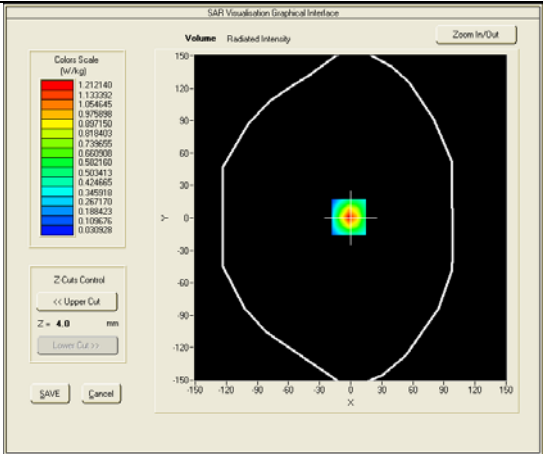 SAR Visualisation Graphical Interface
Volume Radiated Intensity
Zoom In/Out
Colors Scale
(W/kg)
1.212140
1.133392
1.054645
0.975898
0.897150
0.818403
0.739655
0.660908
0.582160
0.503413
0.424665
0.345918
0.267170
0.188423
0.109676
0.030928
Z-Cuts Control
<< Upper Cut
Z = 4.0 mm
Lower Cut >>
SAVE Cancel
150
120
90
60
30
0
-30
-60
-90
-120
-150
Y
-150 -120 -90 -60 -30 0 30 60 90 120 150
X